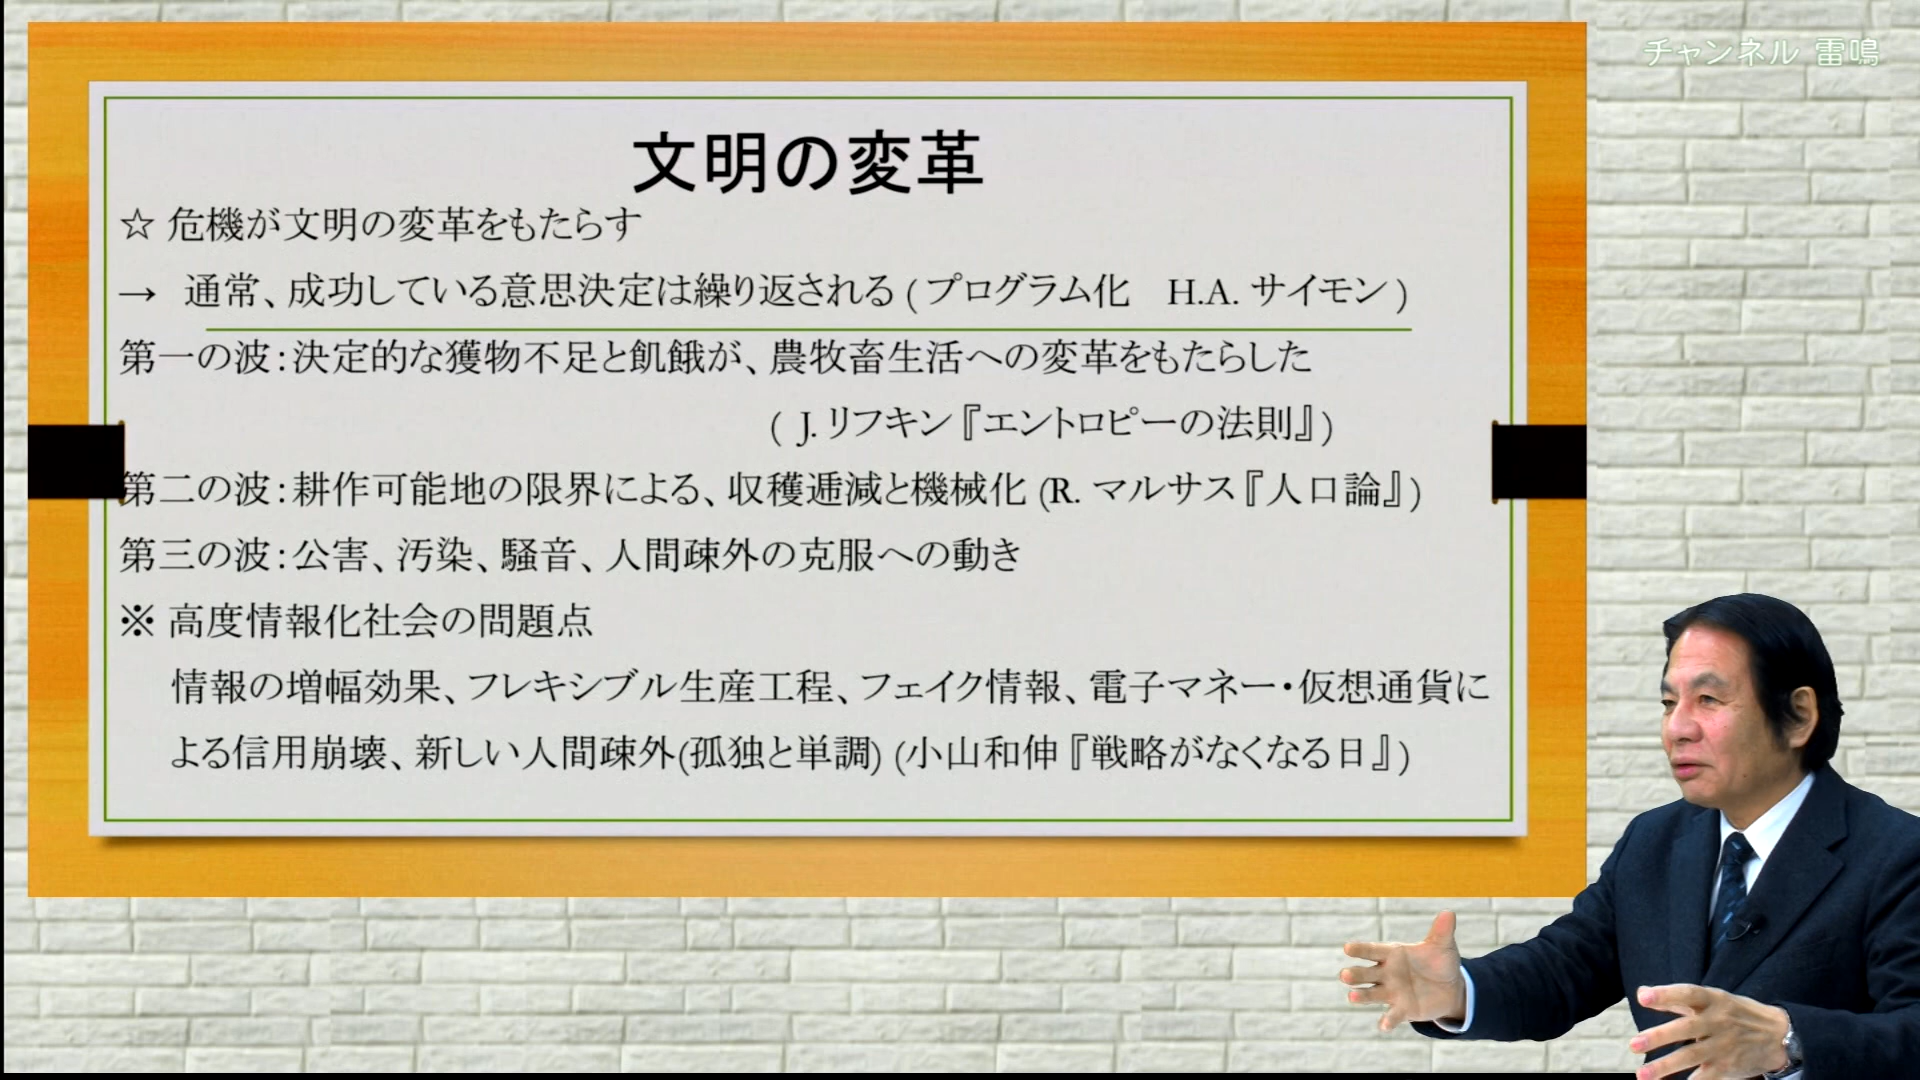 チャンネル 雷鳴
文明の変革
☆ 危機が文明の変革をもたらす
→ 通常、成功している意思決定は繰り返される ( プログラム化 H.A. サイモン )
第一の波：決定的な獲物不足と飢餓が、農牧畜生活への変革をもたらした
( J. リフキン『エントロピーの法則』)
第二の波：耕作可能地の限界による、収穫逓減と機械化 (R. マルサス『人口論』)
第三の波：公害、汚染、騒音、人間疎外の克服への動き
※ 高度情報化社会の問題点
情報の増幅効果、フレキシブル生産工程、フェイク情報、電子マネー・仮想通貨に
よる信用崩壊、新しい人間疎外(孤独と単調) (小山和伸『戦略がなくなる日』)